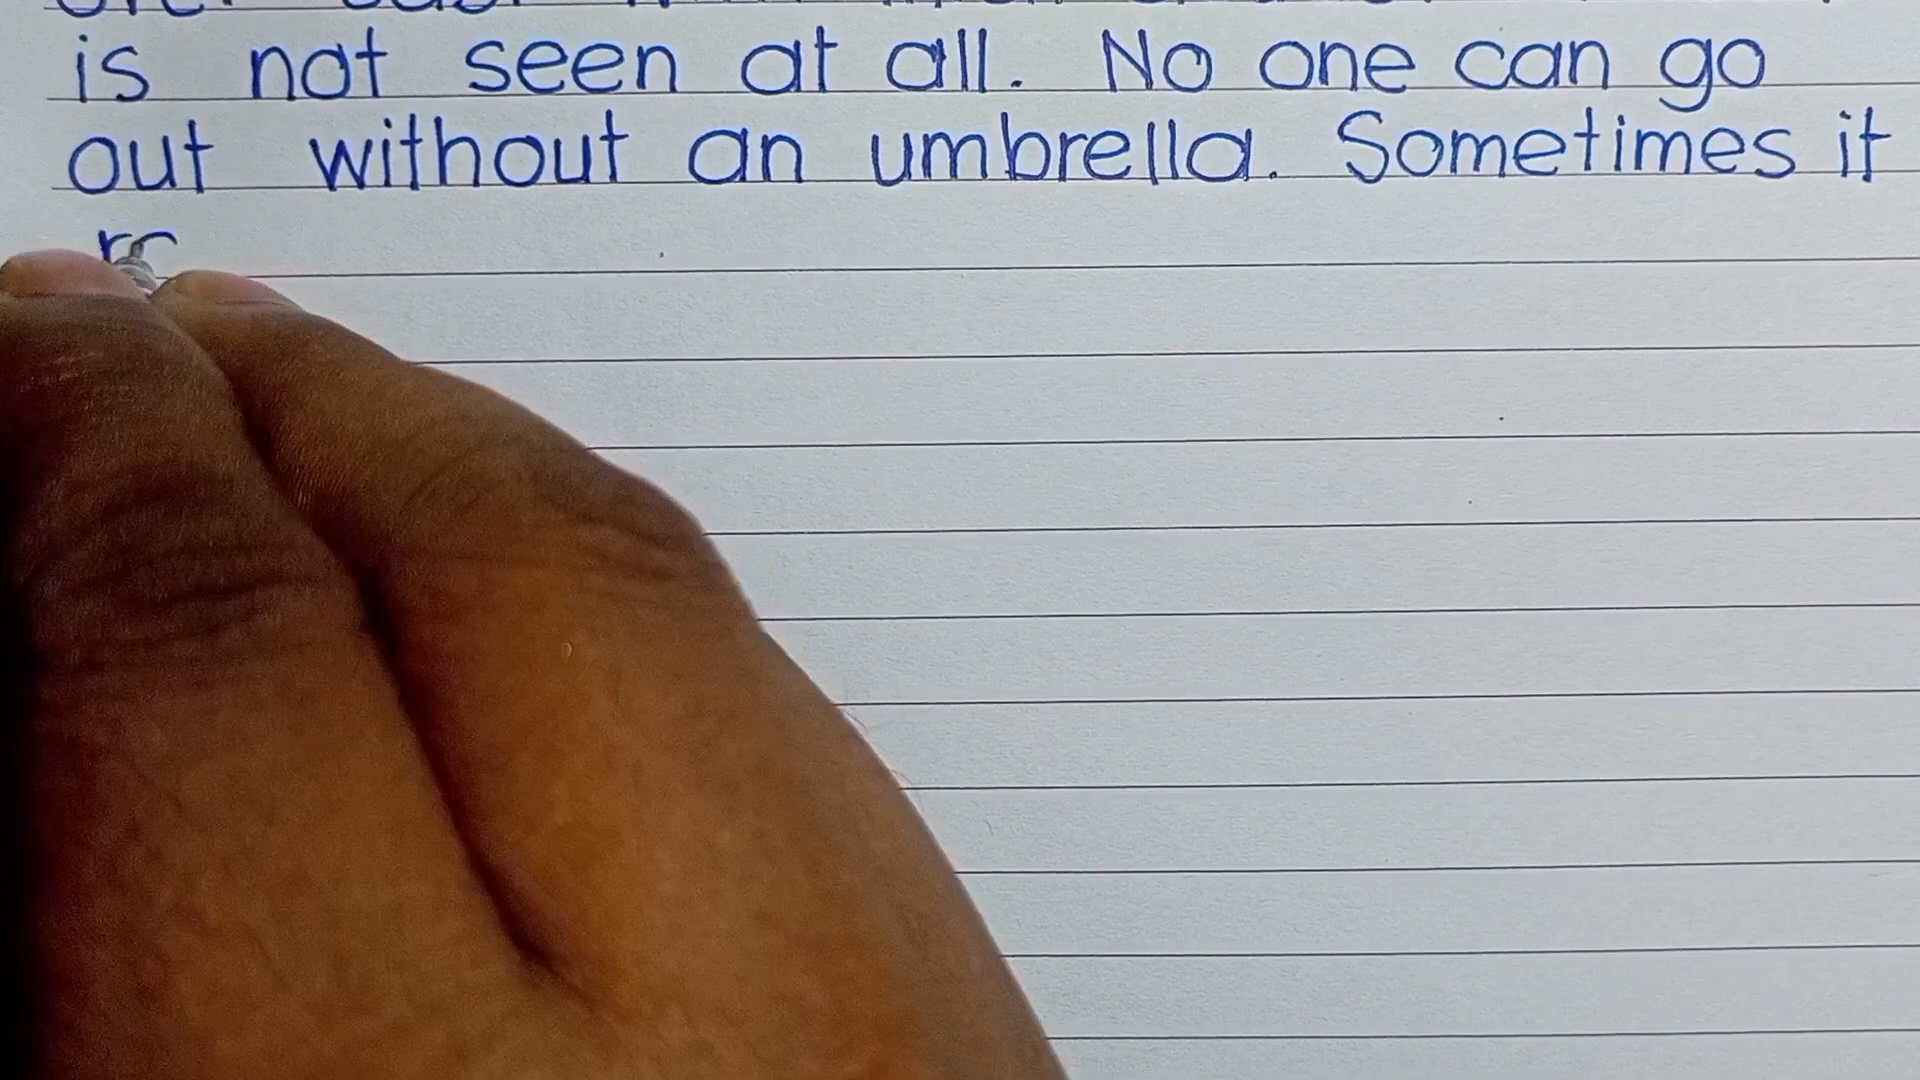 is not seen at all. No one can go
out without an umbrella. Sometimes it